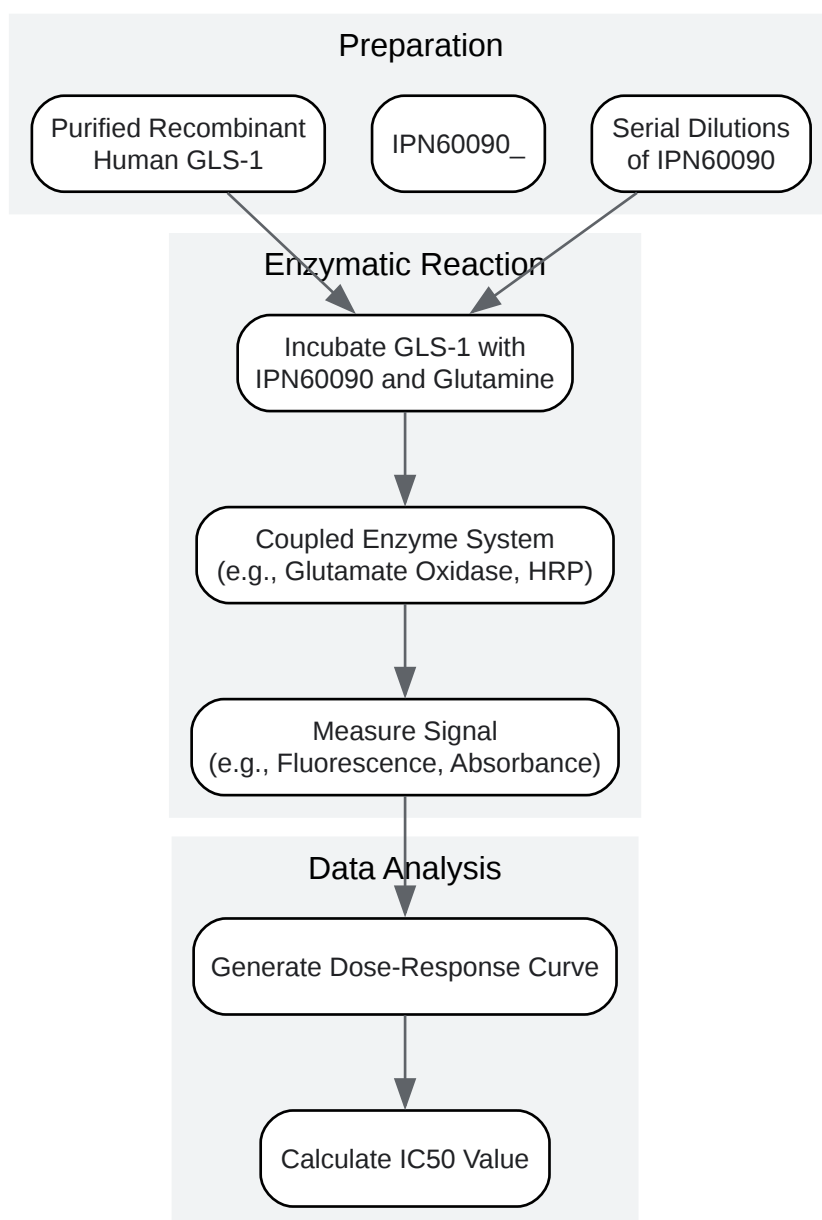 Preparation
Purified Recombinant
Human GLS-1
IPN60090_
Serial Dilutions
of IPN60090
Enzymatic Reaction
Incubate GLS-1 with
IPN60090 and Glutamine
Coupled Enzyme System
(e.g., Glutamate Oxidase, HRP)
Measure Signal
(e.g., Fluorescence, Absorbance)
Data Analysis
Generate Dose-Response Curve
Calculate IC50 Value